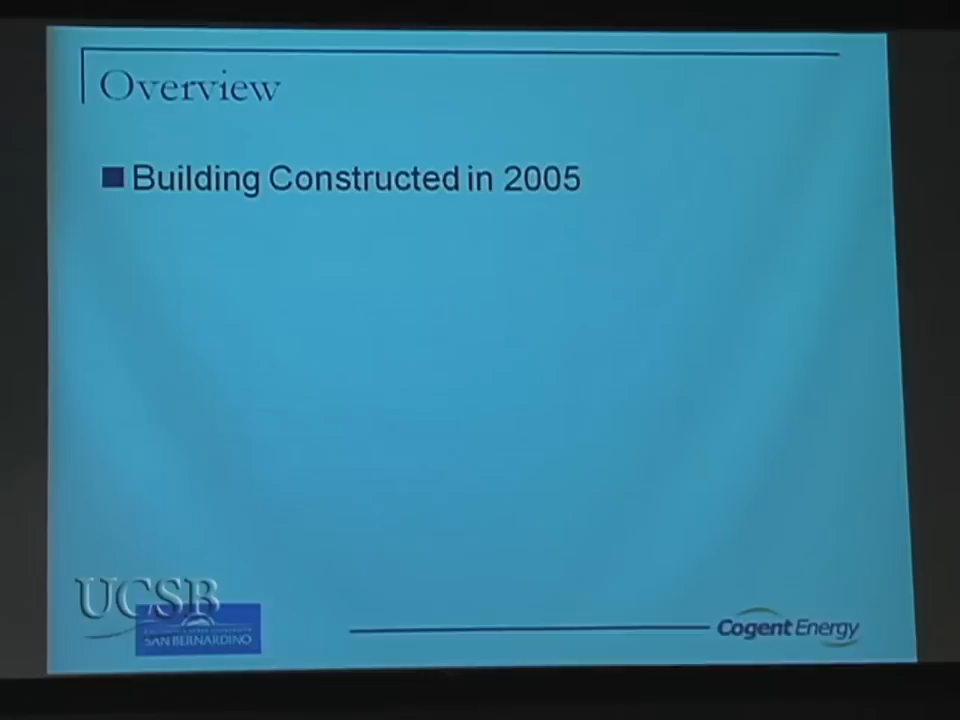 Overview
Building Constructed in 2005
UCSB
SAN BERNARDINO
Cogent Energy